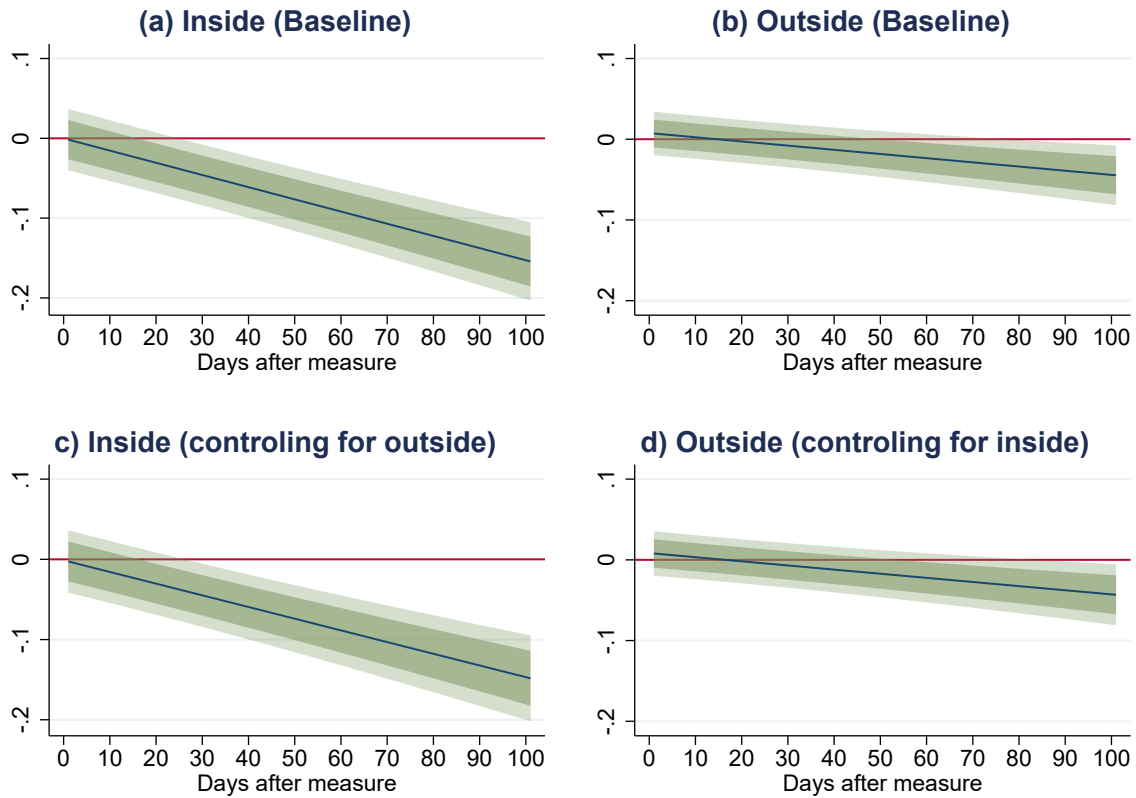 (a) Inside (Baseline)
.1
0
-.1
-.2
0 10 20 30 40 50 60 70 80 90 100
Days after measure
(b) Outside (Baseline)
.1
0
-.1
-.2
0 10 20 30 40 50 60 70 80 90 100
Days after measure
c) Inside (controling for outside)
.1
0
-.1
-.2
0 10 20 30 40 50 60 70 80 90 100
Days after measure
d) Outside (controling for inside)
.1
0
-.1
-.2
0 10 20 30 40 50 60 70 80 90 100
Days after measure